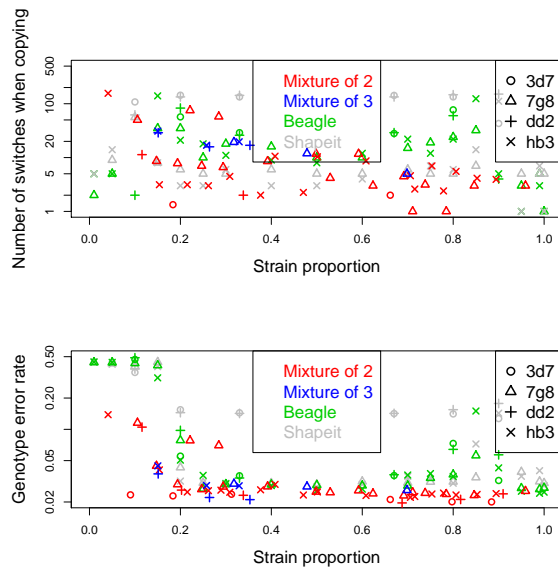 Number of switches when copying
500
100
50
20
10
5
2
1
Mixture of 2
Mixture of 3
Beagle
Shapeit
3d7
7g8
dd2
hb3
0.0 0.2 0.4 0.6 0.8 1.0
Strain proportion
Genotype error rate
0.50
0.20
0.05
0.02
Mixture of 2
Mixture of 3
Beagle
Shapeit
3d7
7g8
dd2
hb3
0.0 0.2 0.4 0.6 0.8 1.0
Strain proportion